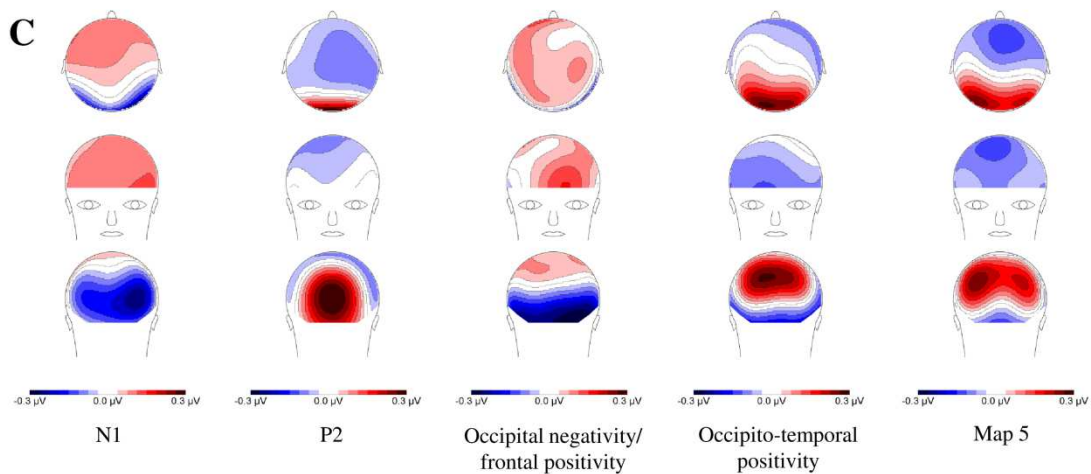 C
-0.3 µV 0.0 µV 0.3 µV
-0.3 µV 0.0 µV 0.3 µV
-0.3 µV 0.0 µV 0.3 µV
-0.3 µV 0.0 µV 0.3 µV
-0.3 µV 0.0 µV 0.3 µV
N1
P2
Occipital negativity/
frontal positivity
Occipito-temporal
positivity
Map 5